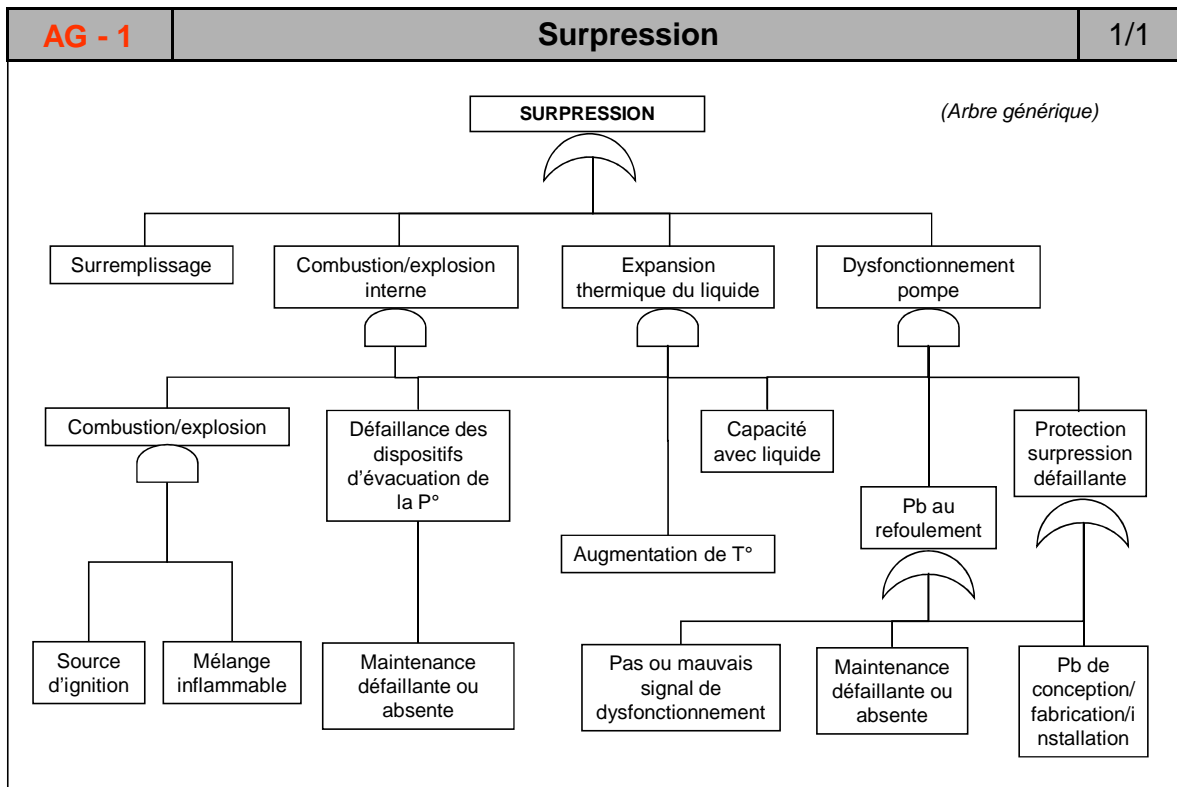 AG - 1
Surpression
1/1
SURPRESSION
(Arbre générique)
Surremplissage
Combustion/explosion
interne
Expansion
thermique du liquide
Dysfonctionnement
pompe
Combustion/explosion
Défaillance des
dispositifs
d'évacuation de
la P°
Capacité
avec liquide
Protection
surpression
défaillante
Pb au
refoulement
Augmentation de T°
Source
d'ignition
Mélange
inflammable
Maintenance
défaillante ou
absente
Pas ou mauvais
signal de
dysfonctionnement
Maintenance
défaillante ou
absente
Pb de
conception/
fabrication/i
nstallation